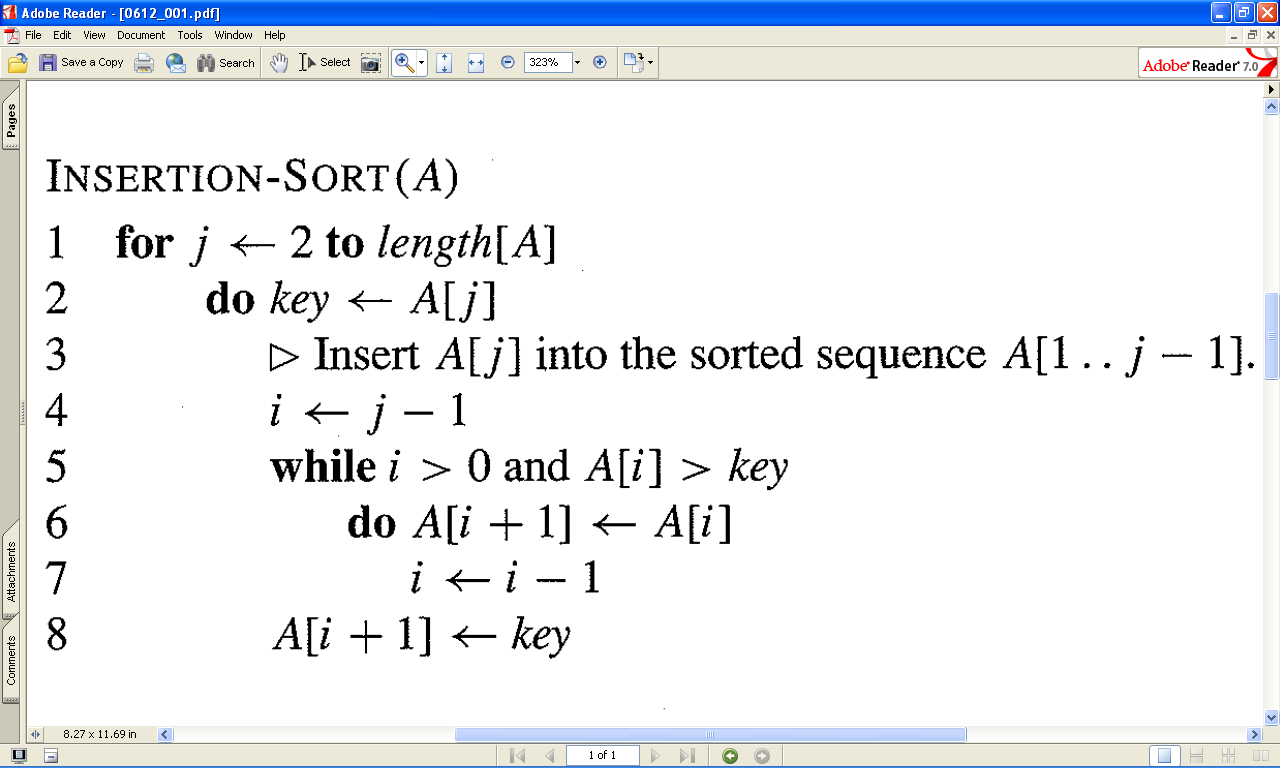 Adobe Reader - [0612_001.pdf]
File Edit View Document Tools Window Help
Save a Copy Search Select 323% Adobe Reader 7.0
Pages
INSERTION-SORT(A)
1 for j ← 2 to length[A]
2 do key ← A[j]
3 ▷ Insert A[j] into the sorted sequence A[1 . . j − 1].
4 i ← j − 1
5 while i > 0 and A[i] > key
6 do A[i + 1] ← A[i]
7 i ← i − 1
8 A[i + 1] ← key
Attachments
Comments
8.27 x 11.69 in
1 of 1